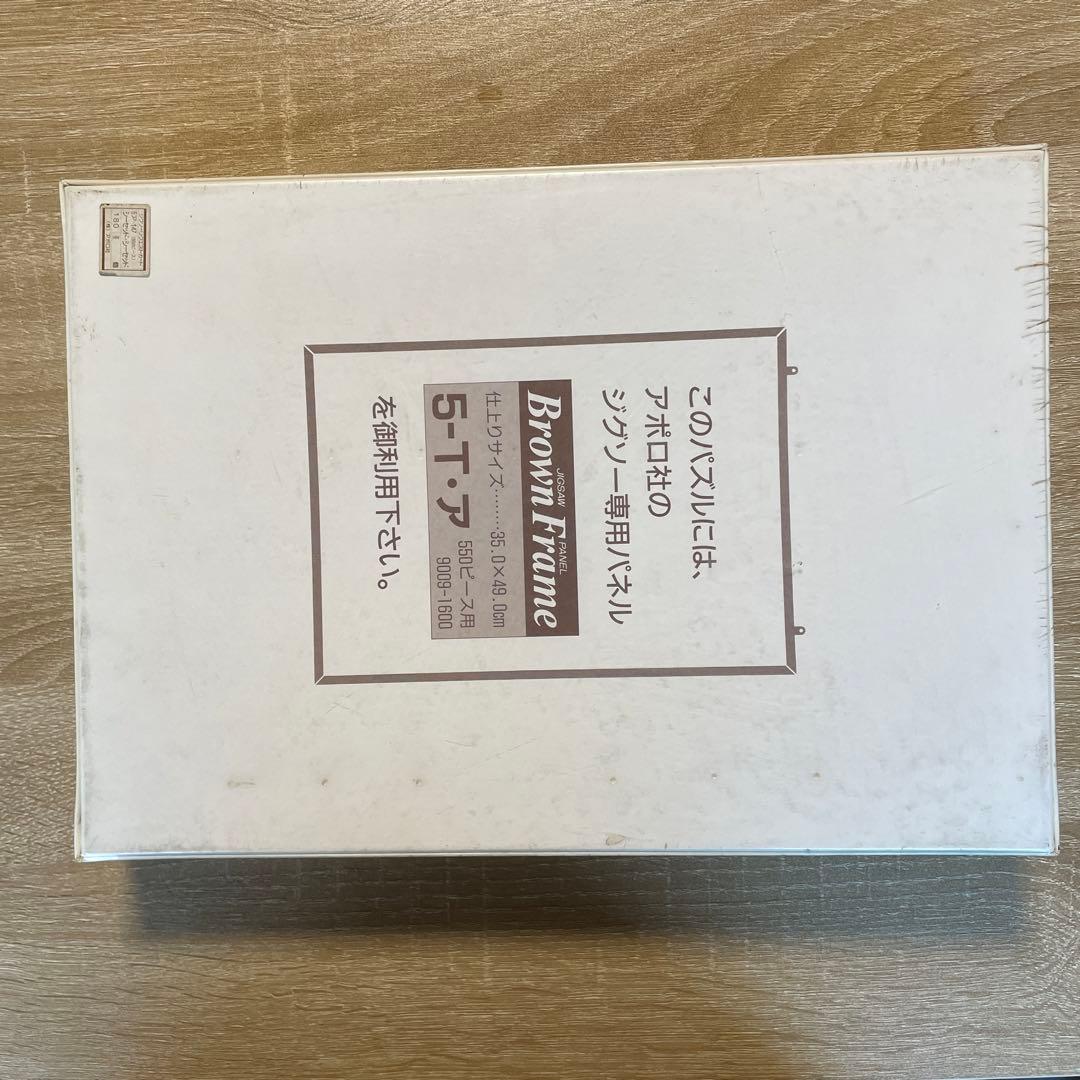 このパズルには、
アポロ社の
ジグソー専用パネル
JIGSAW PANEL
Brown Frame
仕上りサイズ……35.0×49.0cm
5-T・ア 550ピース用
9009-1600
を御利用下さい。
180